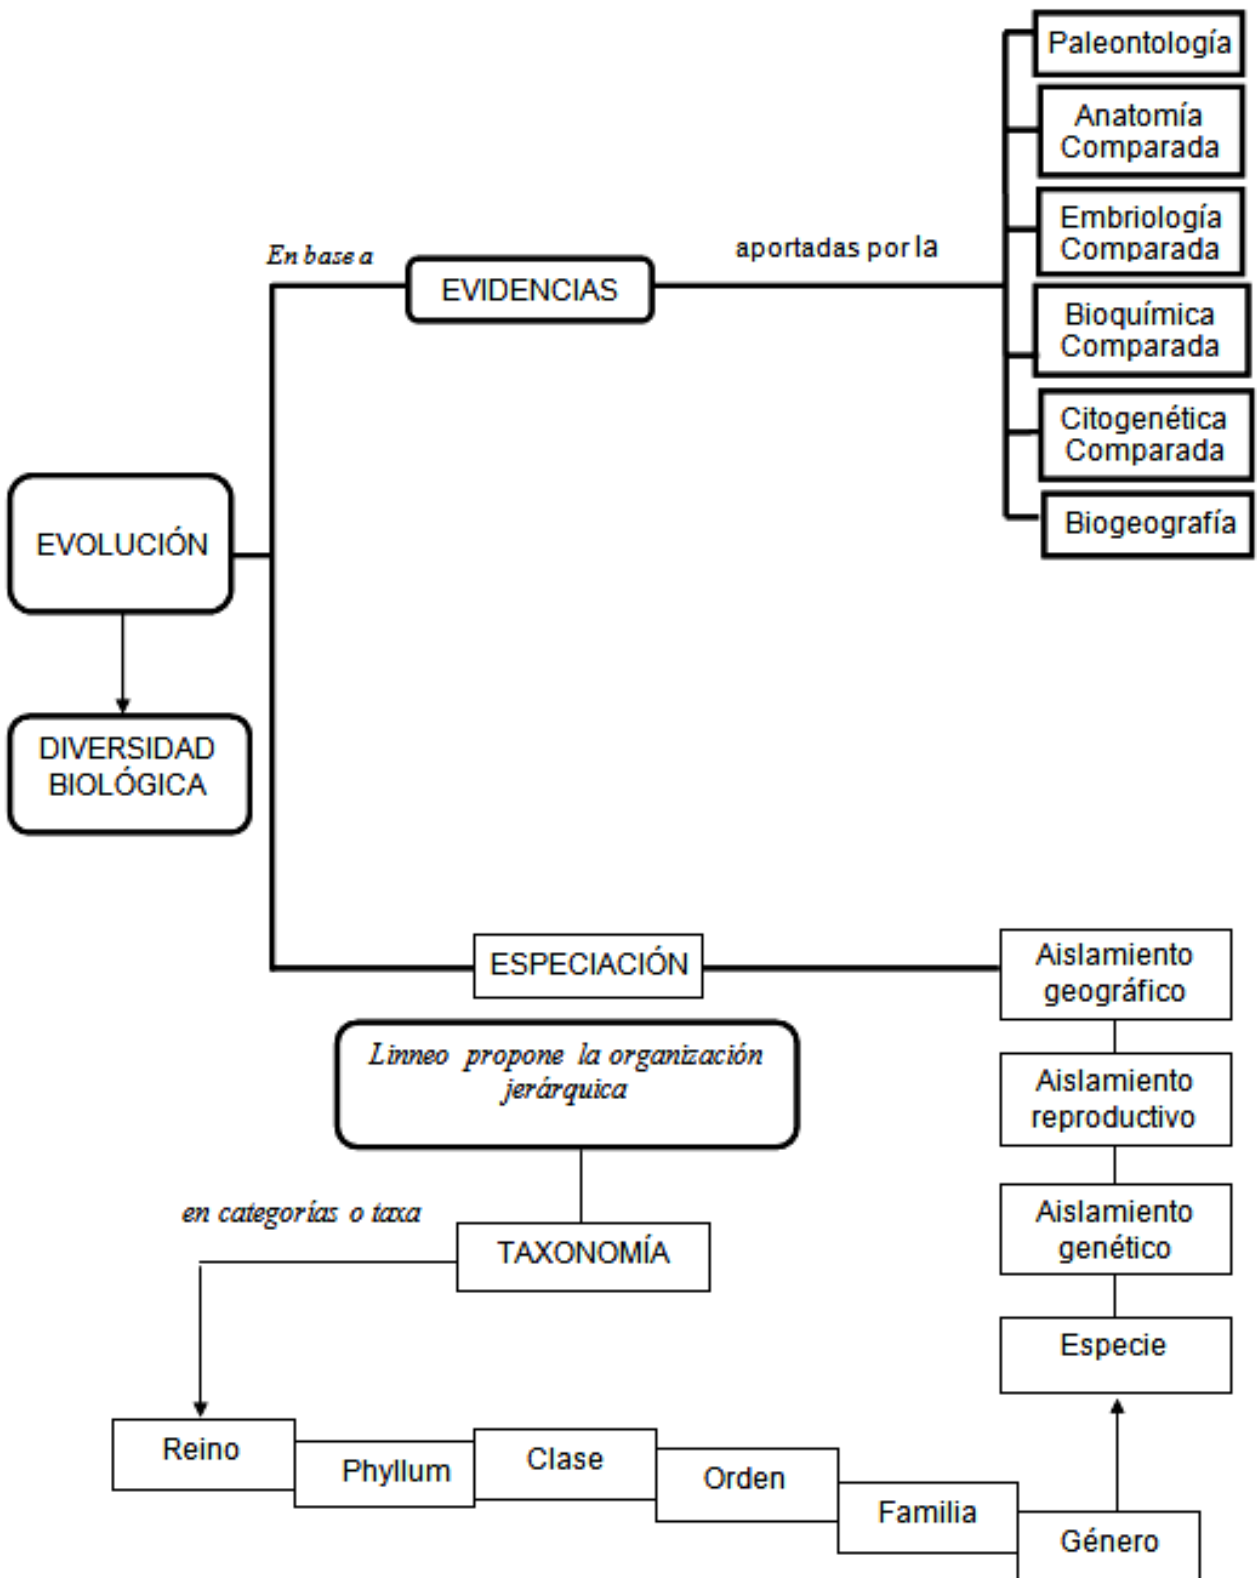 Paleontología
Anatomía
Comparada
Embriología
Comparada
En base a
EVIDENCIAS
aportadas por la
Bioquímica
Comparada
Citogenética
Comparada
Biogeografía
EVOLUCIÓN
DIVERSIDAD
BIOLÓGICA
ESPECIACIÓN
Aislamiento
geográfico
Linneo propone la organización
jerárquica
Aislamiento
reproductivo
en categorías o taxa
TAXONOMÍA
Aislamiento
genético
Especie
Reino
Phyllum
Clase
Orden
Familia
Género